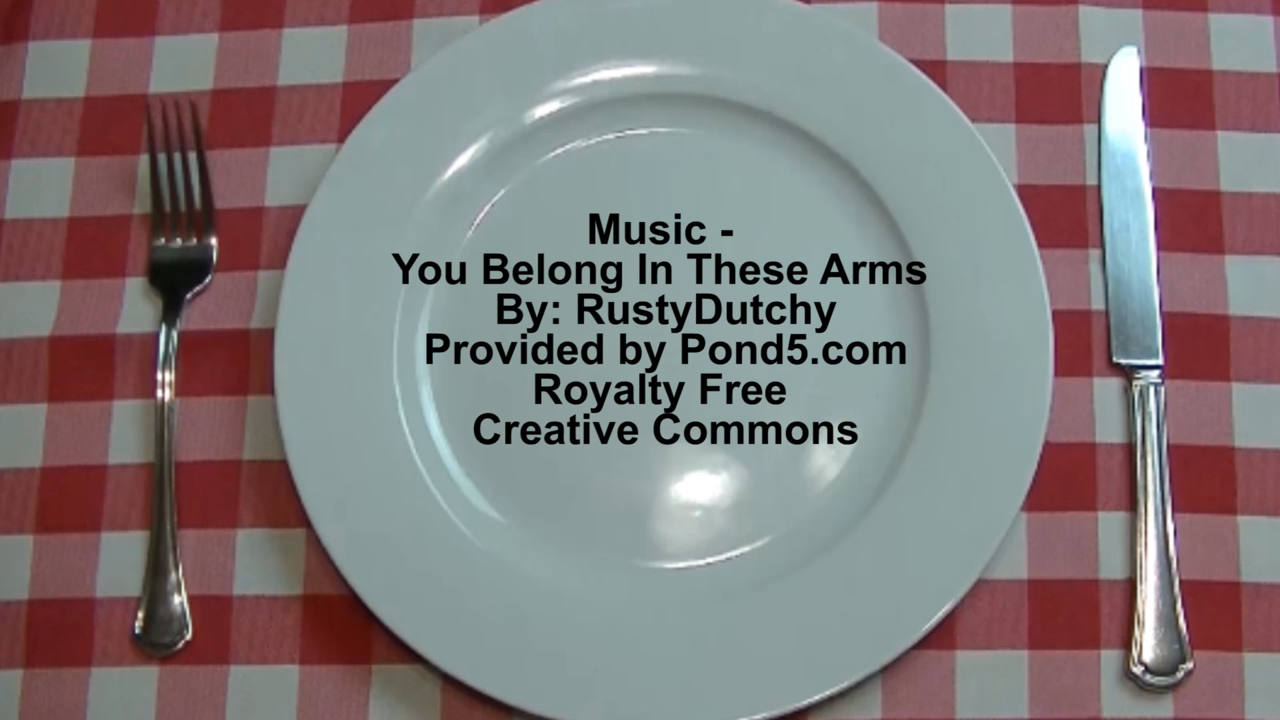 Music -
You Belong In These Arms
By: RustyDutchy
Provided by Pond5.com
Royalty Free
Creative Commons